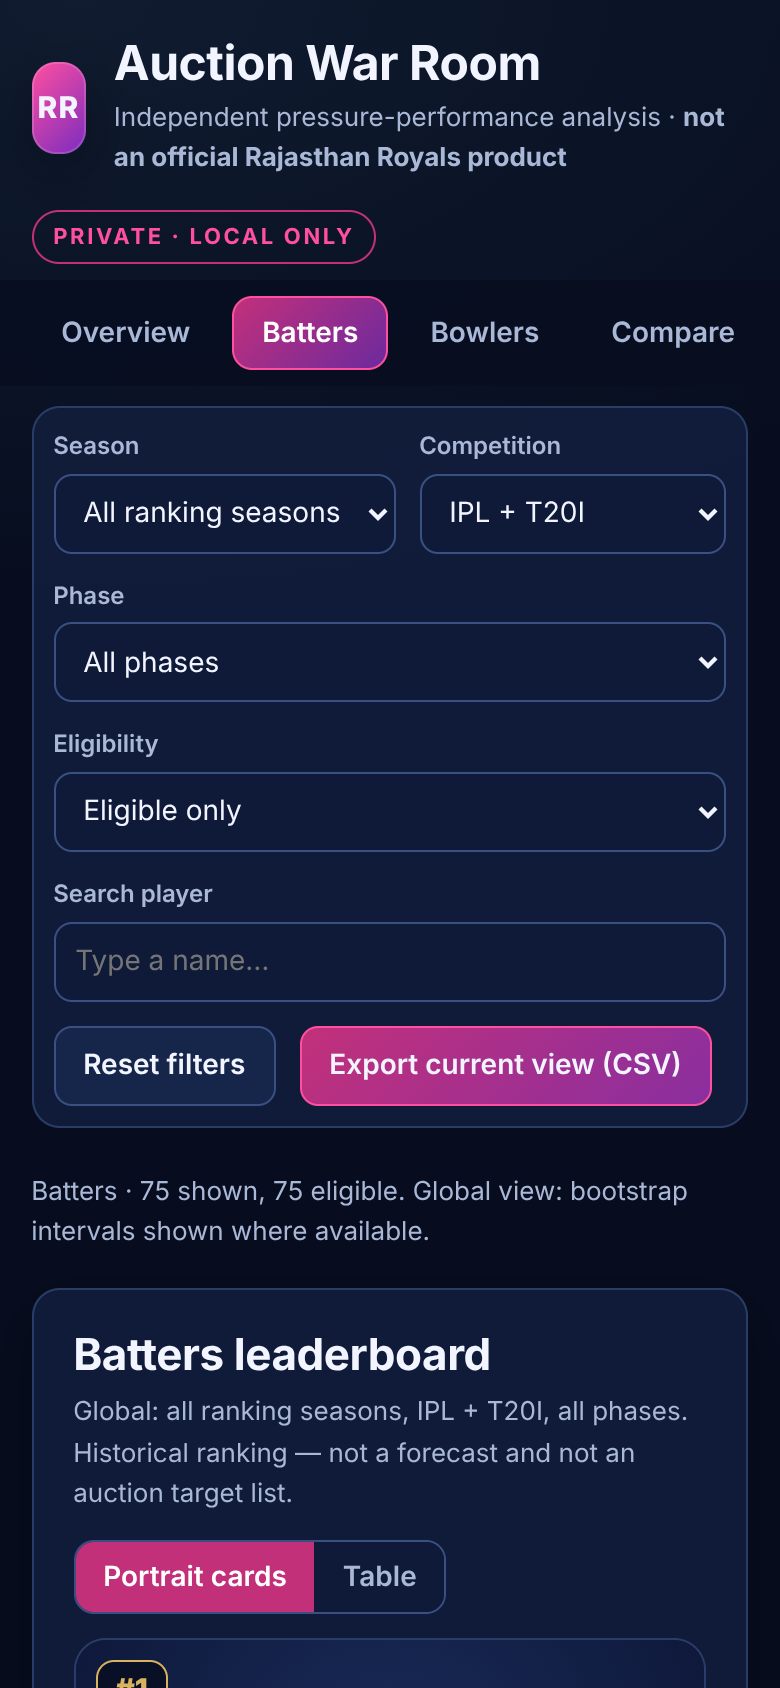 RR
Auction War Room
Independent pressure-performance analysis · not
an official Rajasthan Royals product
PRIVATE · LOCAL ONLY
Overview Batters Bowlers Compare
Season Competition
All ranking seasons IPL + T20I
Phase
All phases
Eligibility
Eligible only
Search player
Type a name...
Reset filters Export current view (CSV)
Batters · 75 shown, 75 eligible. Global view: bootstrap
intervals shown where available.
Batters leaderboard
Global: all ranking seasons, IPL + T20I, all phases.
Historical ranking — not a forecast and not an
auction target list.
Portrait cards Table
#1